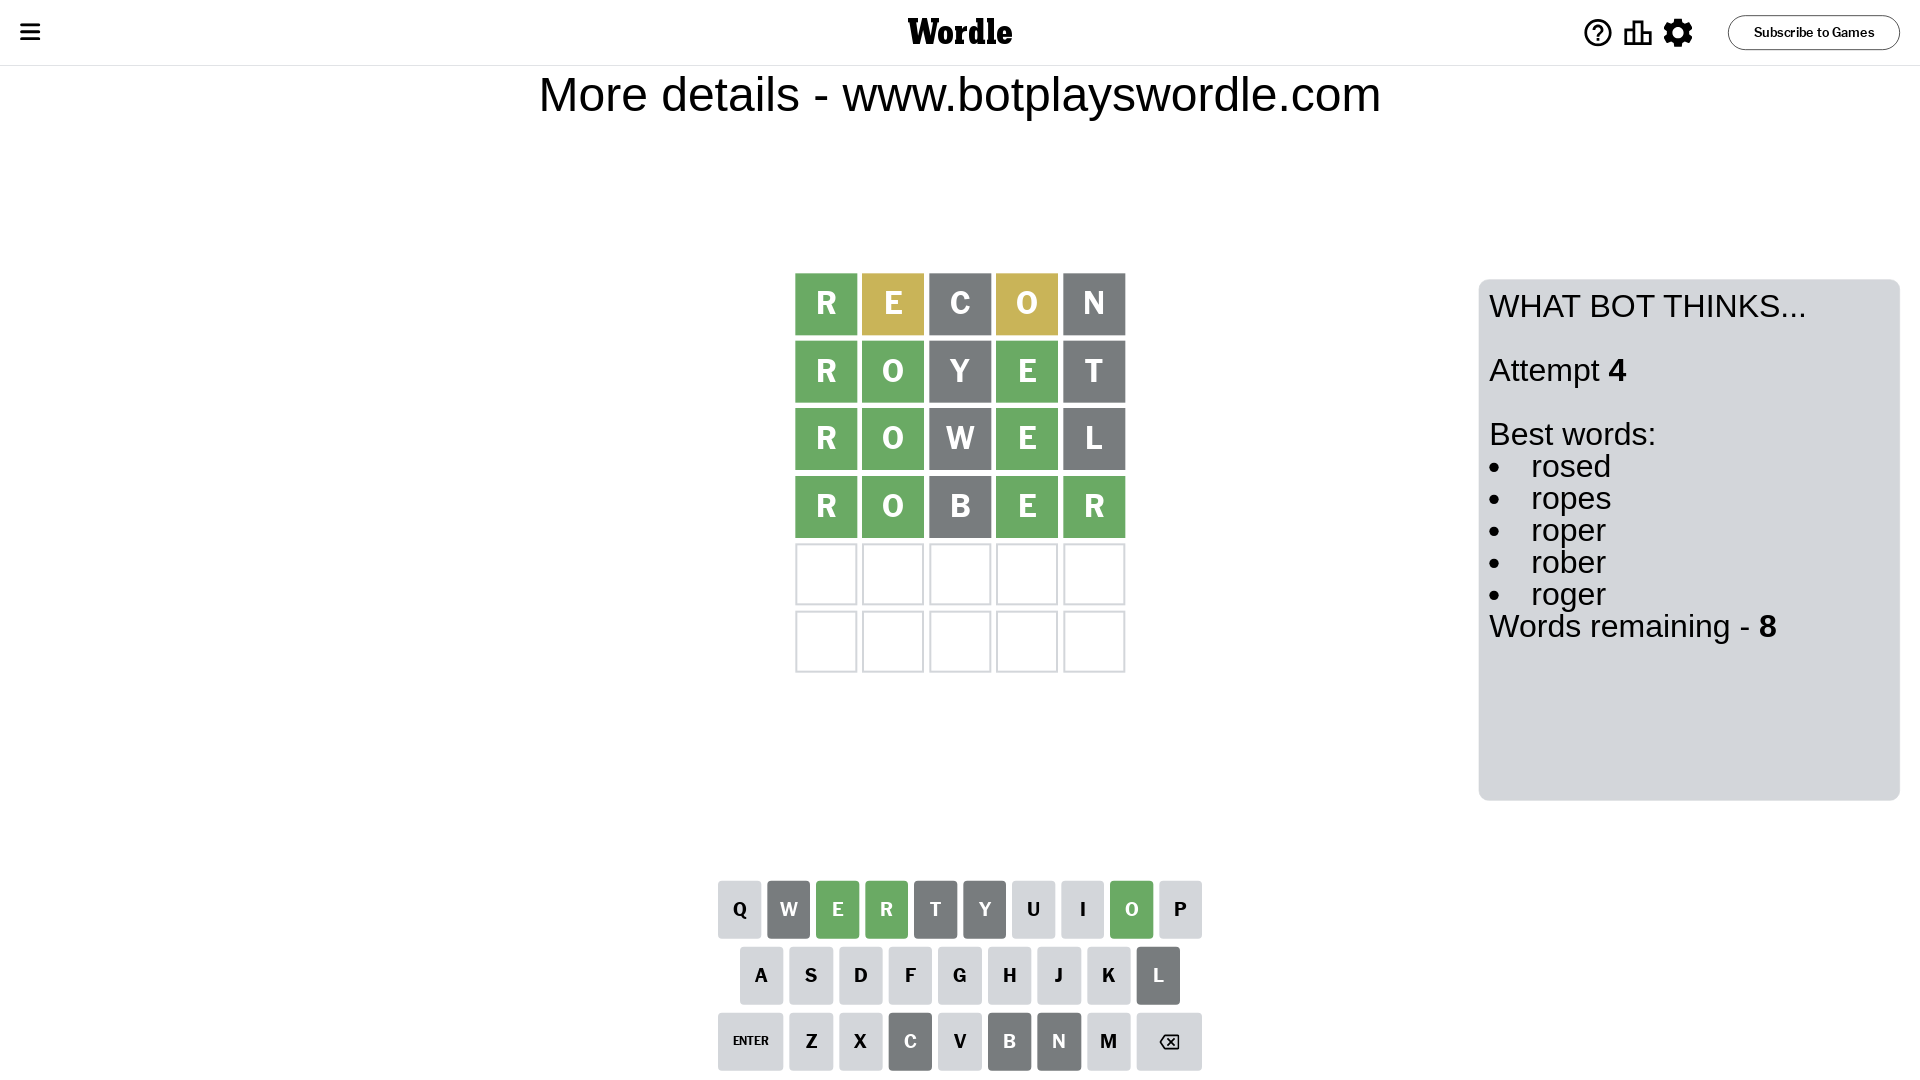 Wordle
Subscribe to Games
More details - www.botplayswordle.com
R E C O N
R O Y E T
R O W E L
R O B E R
WHAT BOT THINKS...
Attempt 4
Best words:
• rosed
• ropes
• roper
• rober
• roger
Words remaining - 8
Q W E R T Y U I O P
A S D F G H J K L
ENTER Z X C V B N M